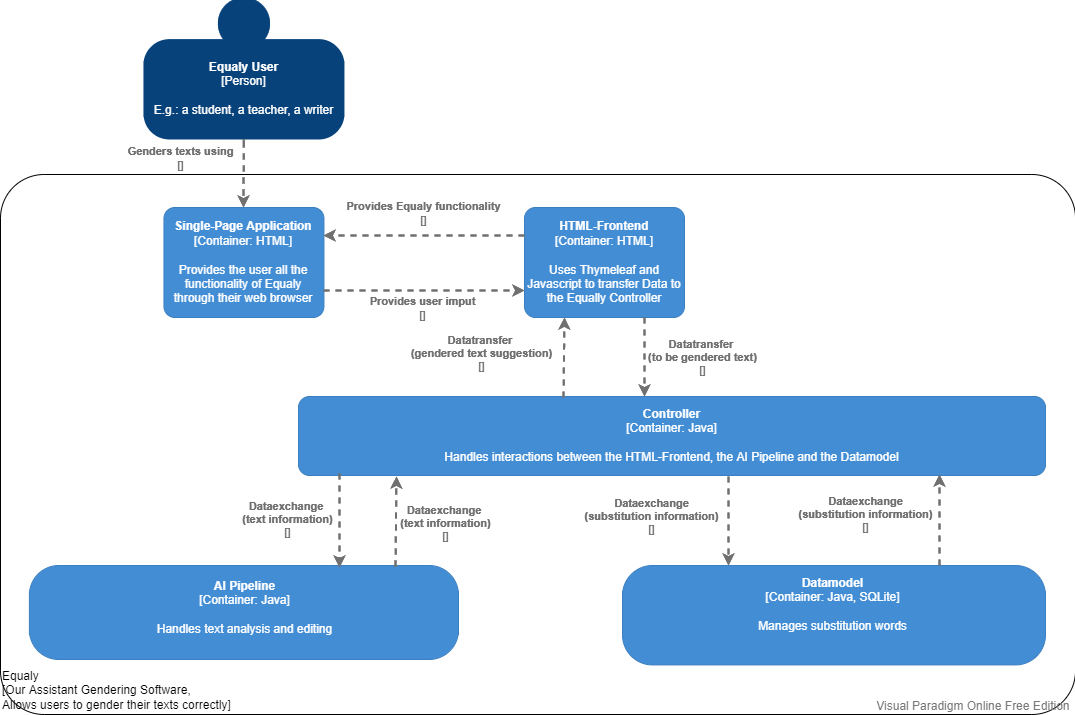 Equaly User
[Person]
E.g.: a student, a teacher, a writer
Genders texts using
[]
Single-Page Application
[Container: HTML]
Provides the user all the
functionality of Equaly
through their web browser
Provides Equaly functionality
[]
HTML-Frontend
[Container: HTML]
Uses Thymeleaf and
Javascript to transfer Data to
the Equally Controller
Provides user imput
[]
Datatransfer
(gendered text suggestion)
[]
Datatransfer
(to be gendered text)
[]
Controller
[Container: Java]
Handles interactions between the HTML-Frontend, the AI Pipeline and the Datamodel
Dataexchange
(text information)
[]
Dataexchange
(text information)
[]
Dataexchange
(substitution information)
[]
Dataexchange
(substitution information)
[]
AI Pipeline
[Container: Java]
Handles text analysis and editing
Datamodel
[Container: Java, SQLite]
Manages substitution words
Equaly
[Our Assistant Gendering Software,
Allows users to gender their texts correctly]
Visual Paradigm Online Free Edition